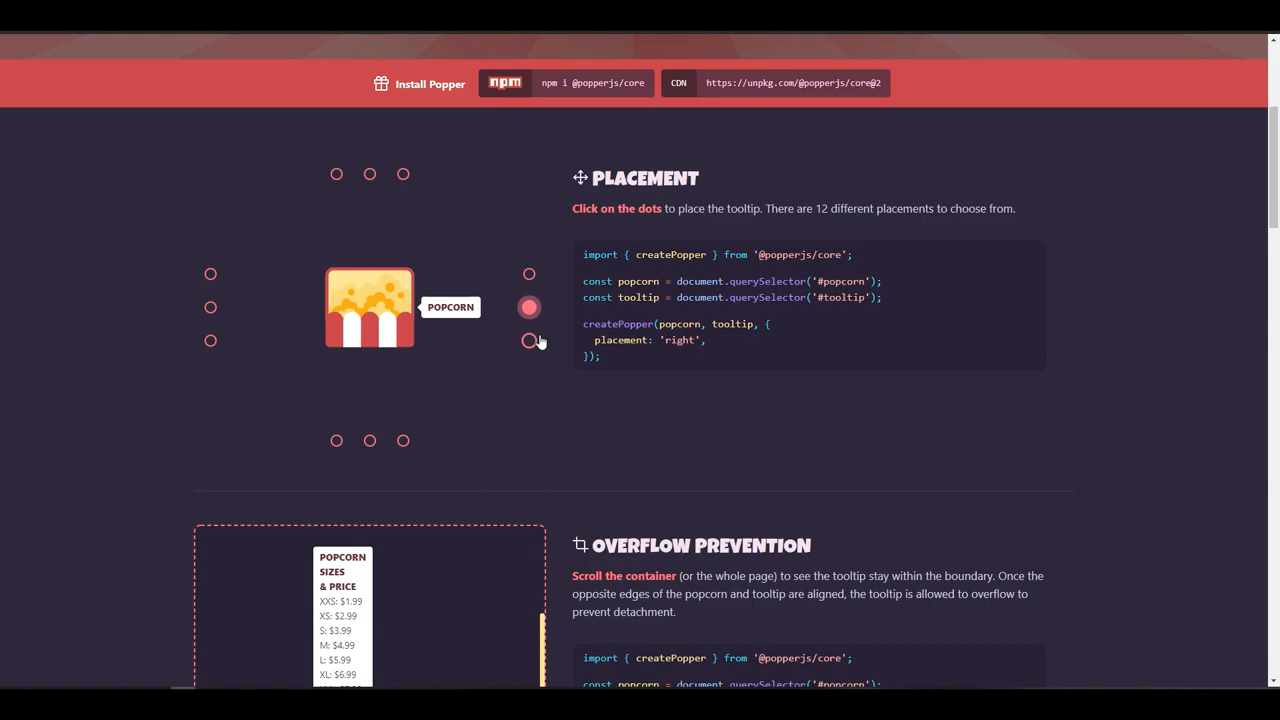 Install Popper
npm
npm i @popperjs/core
CDN
https://unpkg.com/@popperjs/core@2
PLACEMENT
Click on the dots to place the tooltip. There are 12 different placements to choose from.
import { createPopper } from '@popperjs/core';
const popcorn = document.querySelector('#popcorn');
const tooltip = document.querySelector('#tooltip');
createPopper(popcorn, tooltip, {
placement: 'right',
});
POPCORN
OVERFLOW PREVENTION
Scroll the container (or the whole page) to see the tooltip stay within the boundary. Once the
opposite edges of the popcorn and tooltip are aligned, the tooltip is allowed to overflow to
prevent detachment.
import { createPopper } from '@popperjs/core';
const popcorn = document.querySelector('#popcorn');
POPCORN
SIZES
& PRICE
XXS: $1.99
XS: $2.99
S: $3.99
M: $4.99
L: $5.99
XL: $6.99